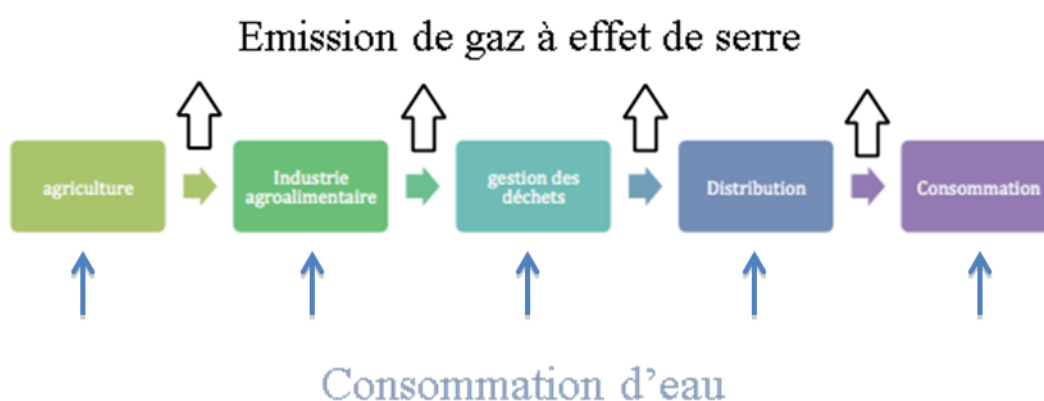 Emission de gaz à effet de serre
agriculture
Industrie
agroalimentaire
gestion des
déchets
Distribution
Consommation
Consommation d’eau